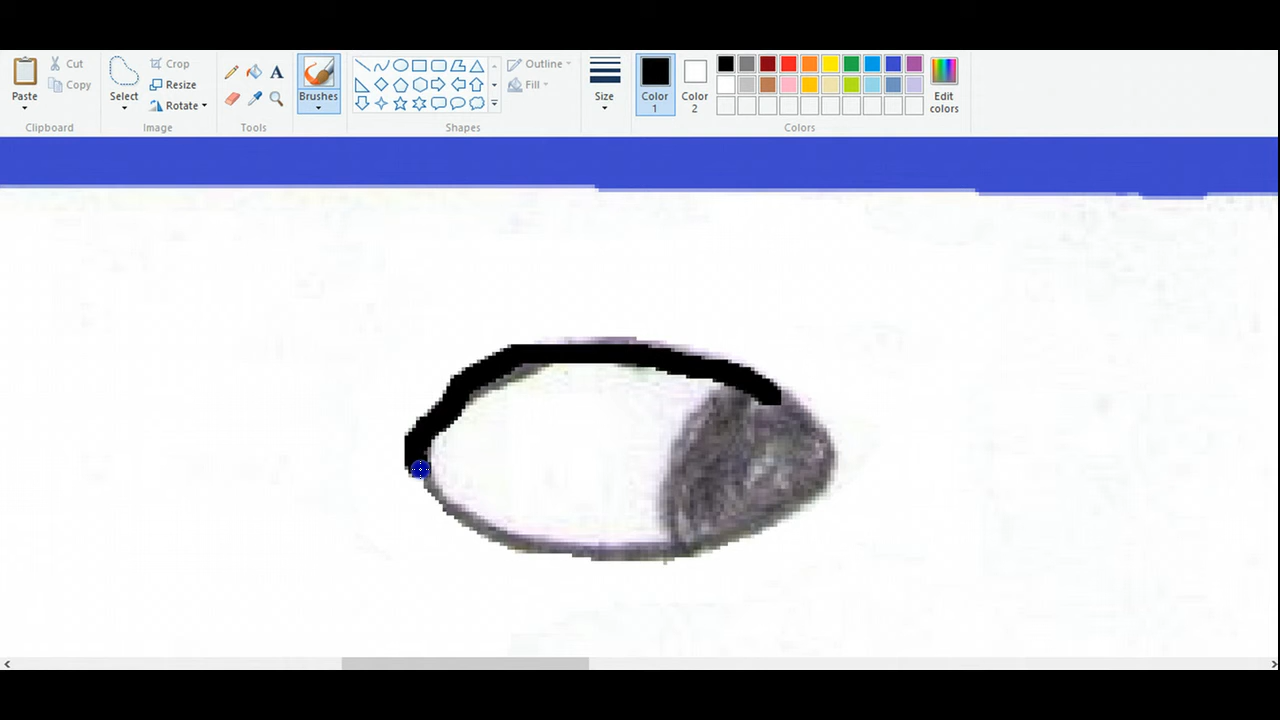 Paste
Cut
Copy
Clipboard
Select
Crop
Resize
Rotate
Image
A
Tools
Brushes
Outline
Fill
Shapes
Size
Color
1
Color
2
Edit
colors
Colors